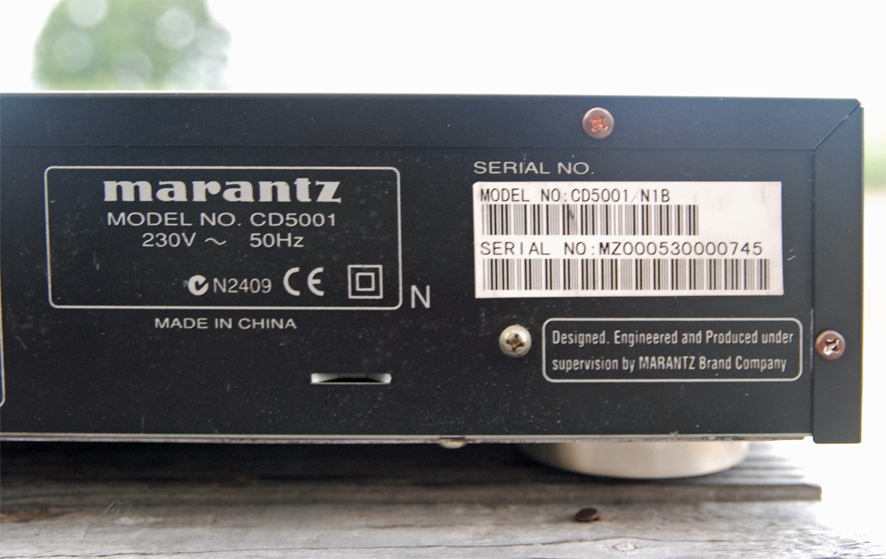 marantz
MODEL NO. CD5001
230V ~ 50Hz
N2409 CE
N
MADE IN CHINA
SERIAL NO.
MODEL NO:CD5001/N1B
SERIAL NO:MZ000530000745
Designed, Engineered and Produced under
supervision by MARANTZ Brand Company